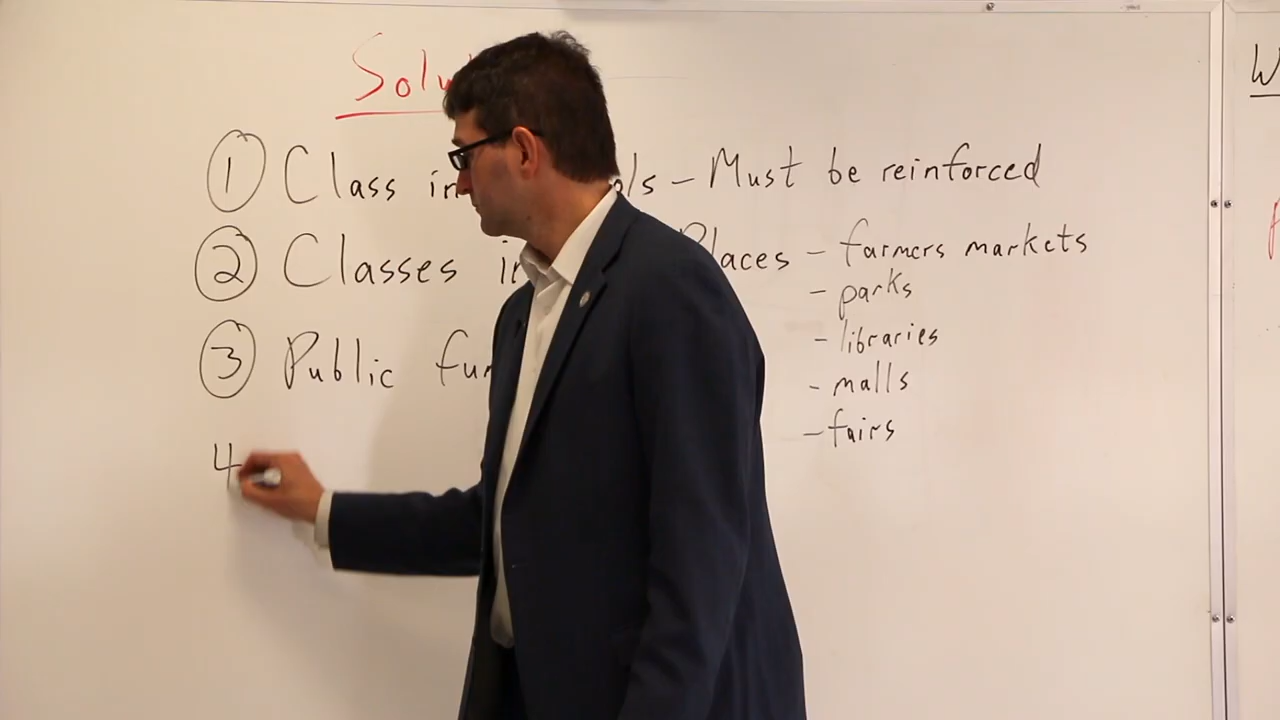 Solu
1 Class in ols - Must be reinforced
2 Classes in Places - farmers markets
- parks
3 Public fun - libraries
- malls
- fairs
4
W